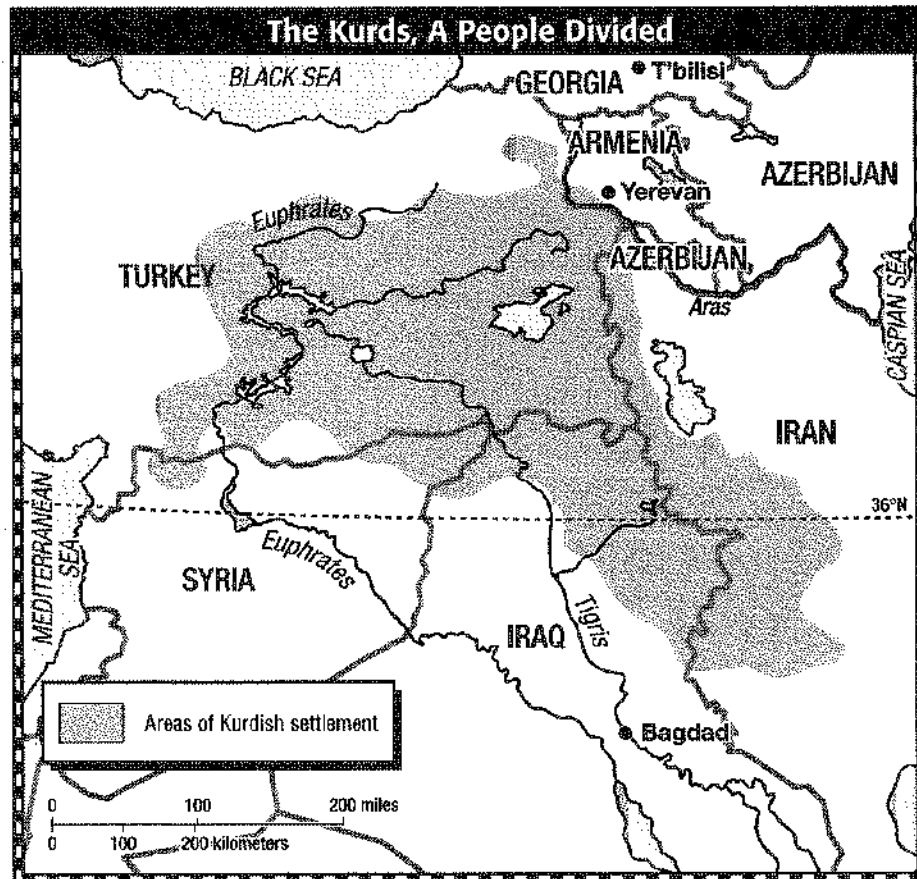 The Kurds, A People Divided
BLACK SEA
GEORGIA
T'bilisi
ARMENIA
AZERBIJAN
Yerevan
Euphrates
AZERBIJAN
TURKEY
Aras
CASPIAN SEA
IRAN
36°N
MEDITERRANEAN
SEA
Euphrates
SYRIA
Tigris
IRAQ
Areas of Kurdish settlement
Bagdad
0 100 200 miles
0 100 200 kilometers